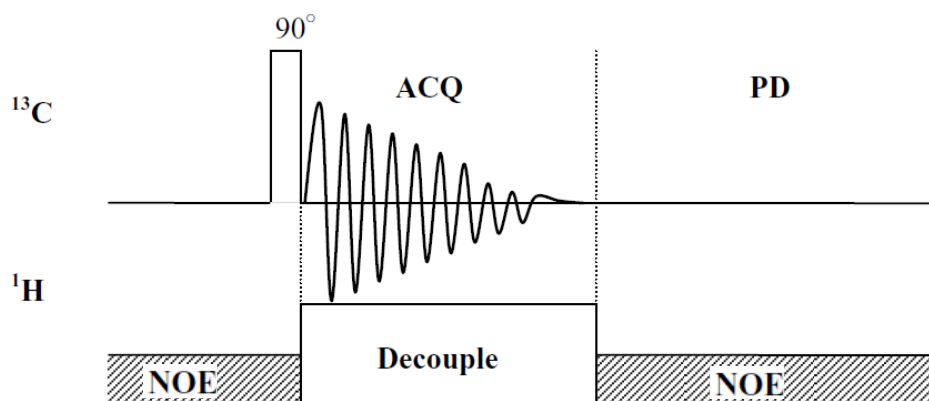 90°
ACQ
PD
¹³C
¹H
Decouple
NOE
NOE